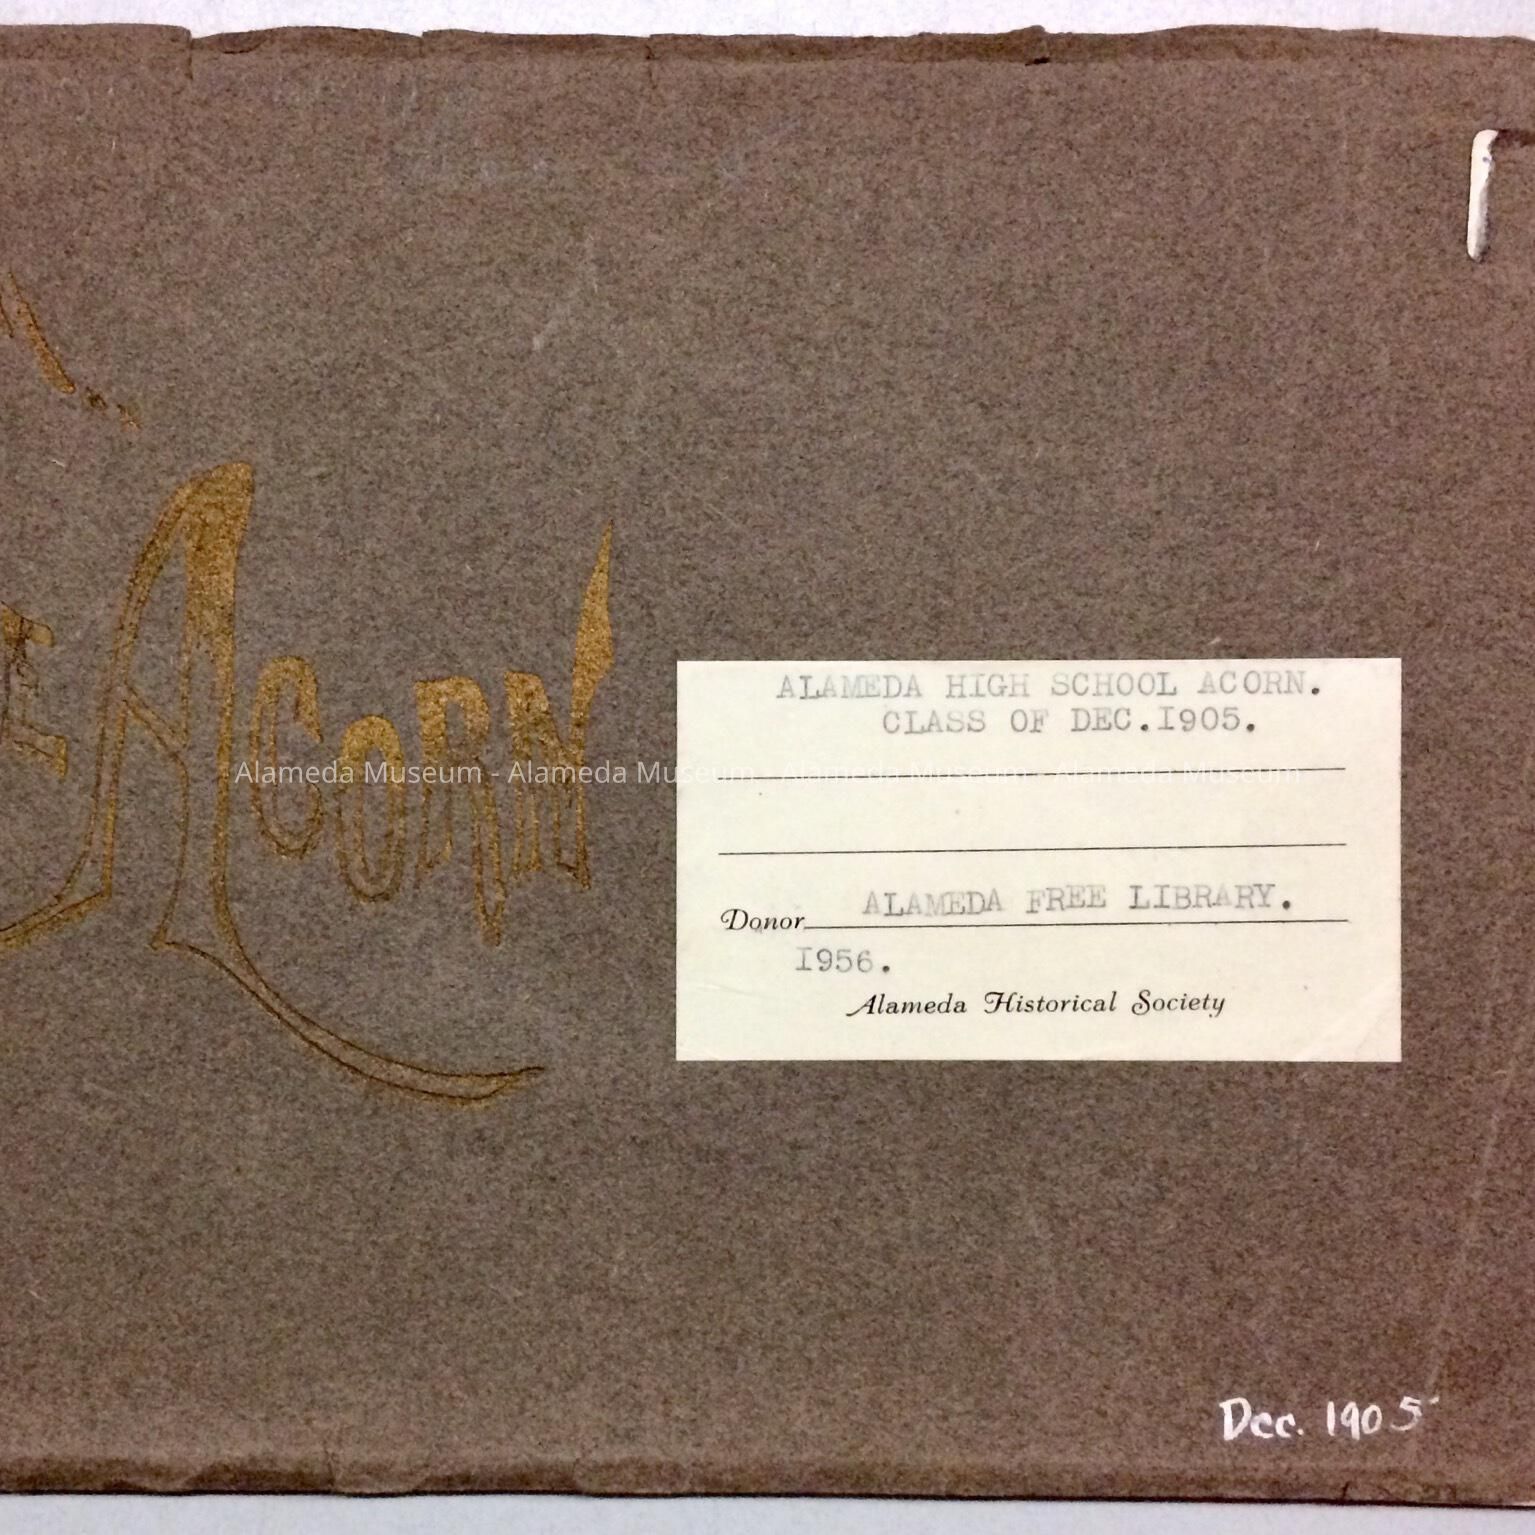 ACORN
ALAMEDA HIGH SCHOOL ACORN.
CLASS OF DEC.1905.
Alameda Museum - Alameda Museum - Alameda Museum - Alameda Museum
Donor ALAMEDA FREE LIBRARY.
1956.
Alameda Historical Society
Dec. 1905